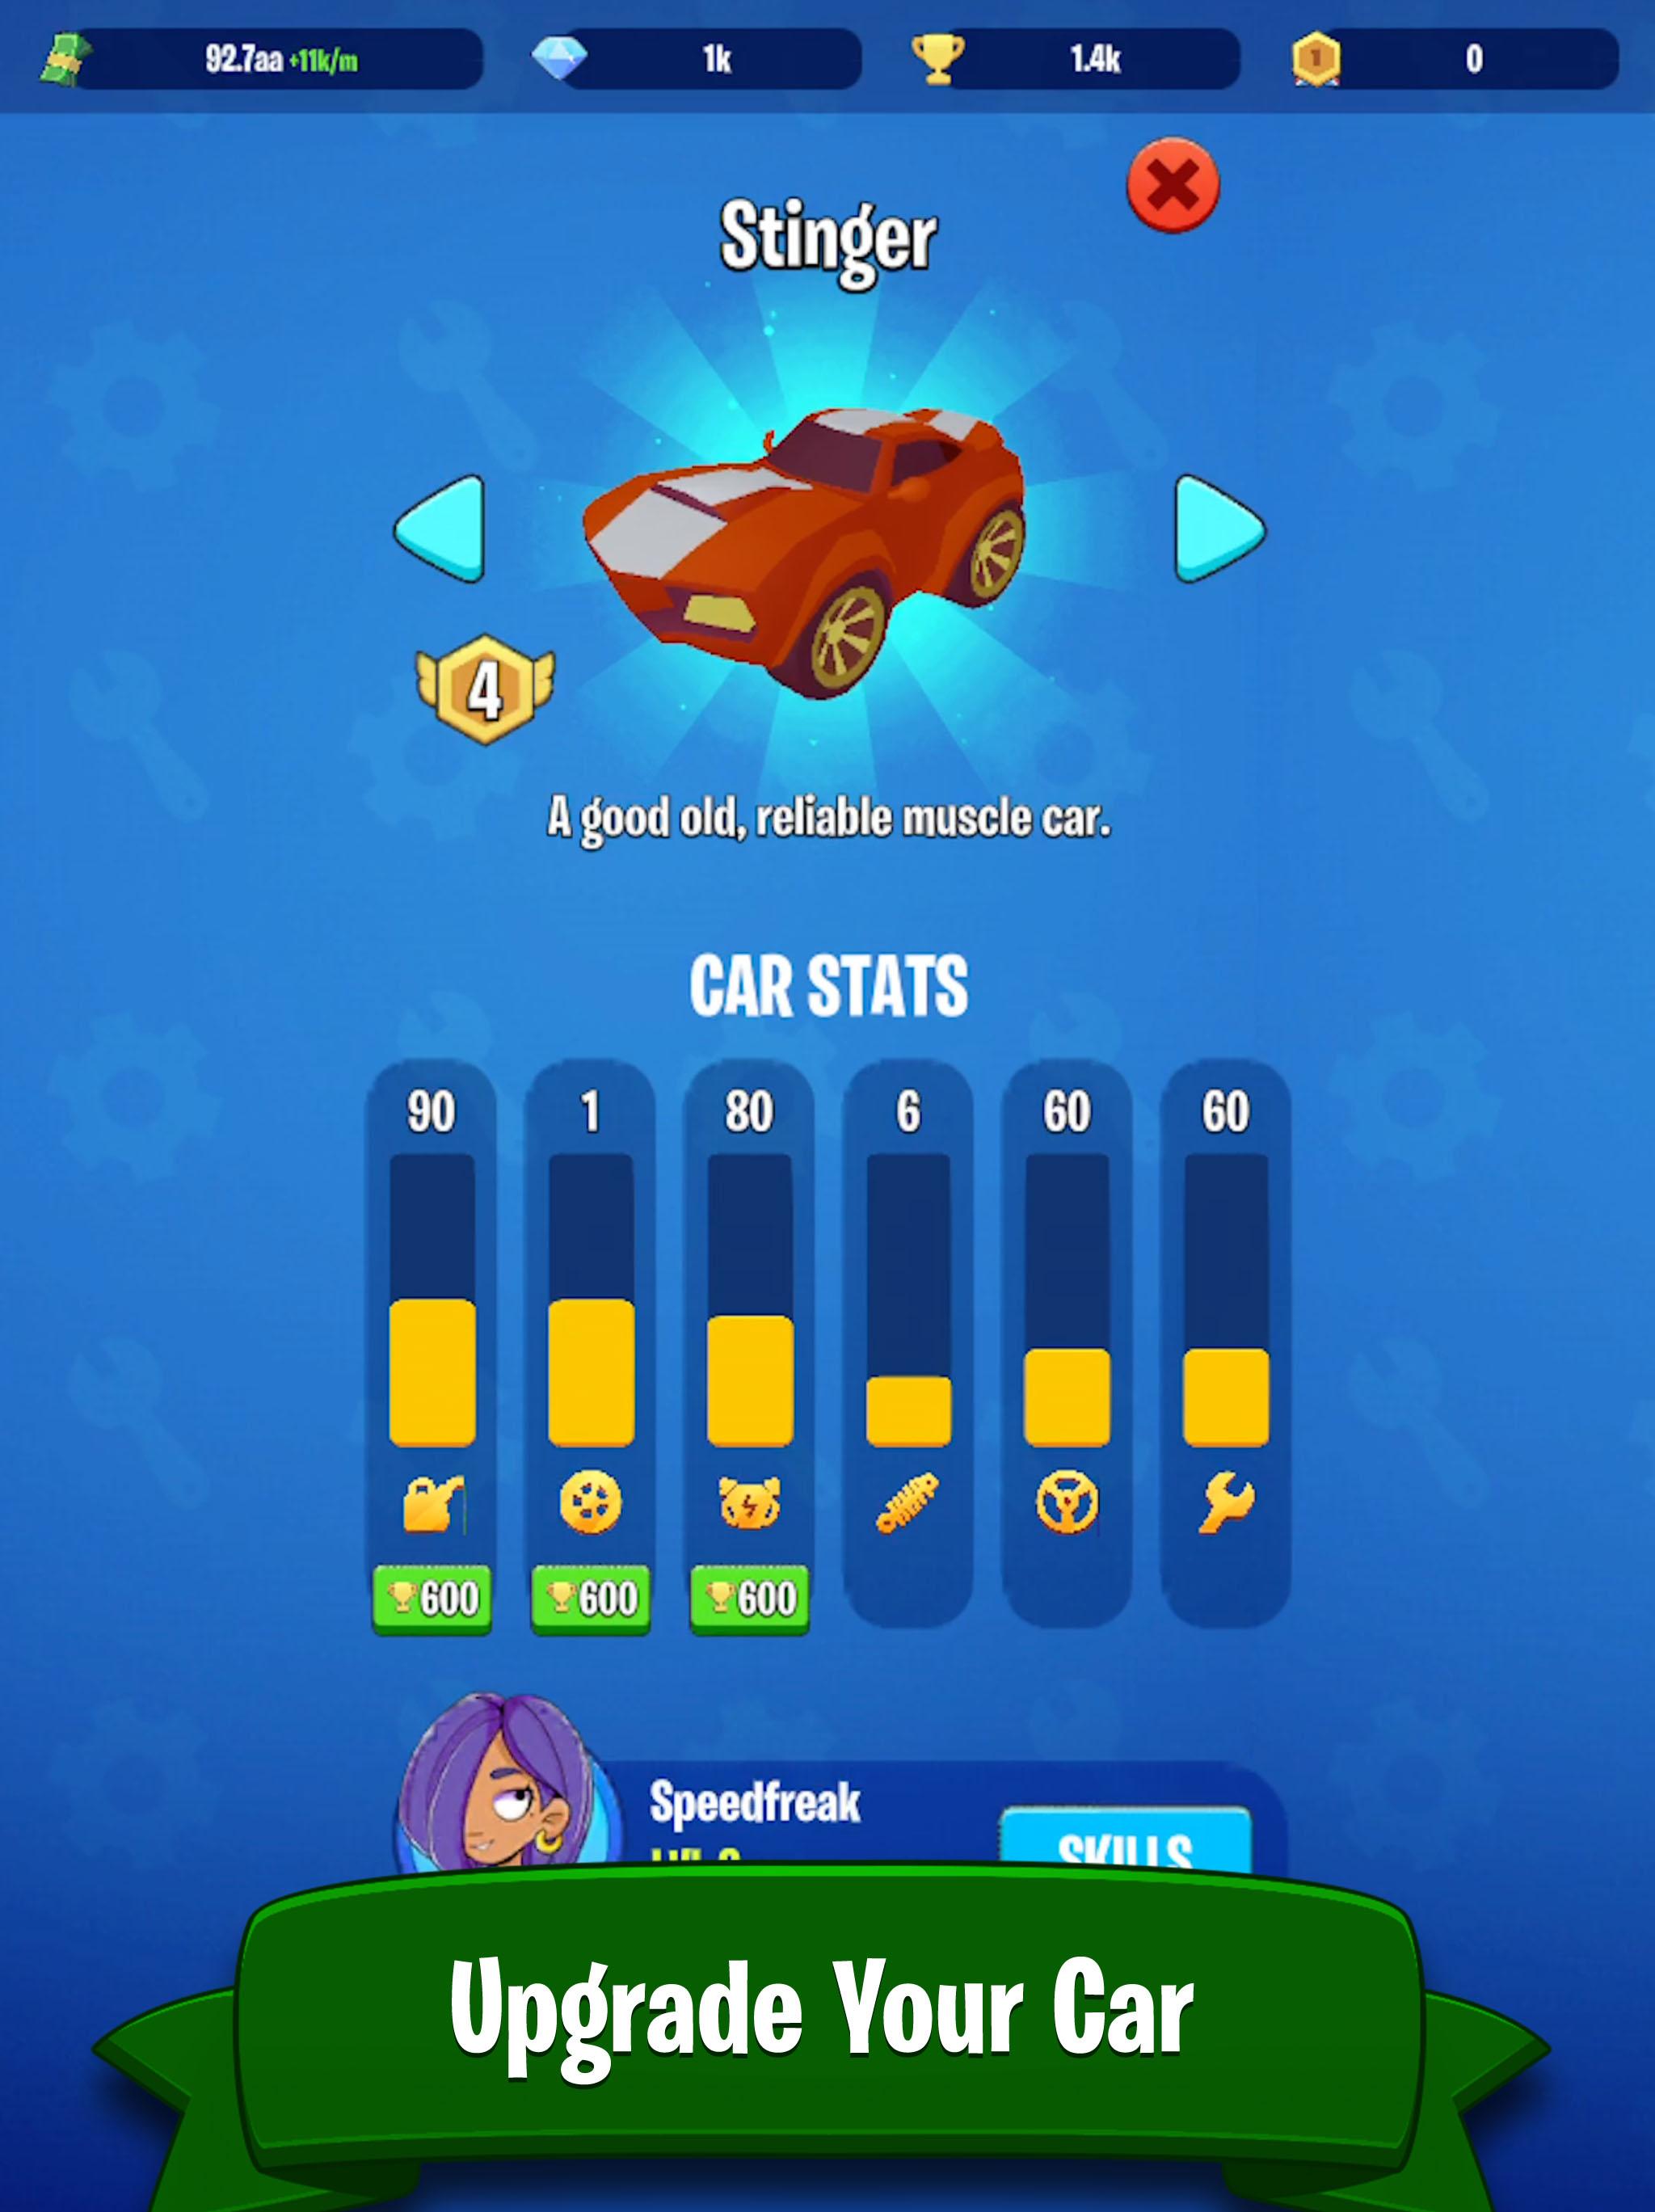 92.7aa +11k/m 1k 1.4k 1 0
Stinger
4
A good old, reliable muscle car.
CAR STATS
90 1 80 6 60 60
600 600 600
Speedfreak
SKILLS
Upgrade Your Car